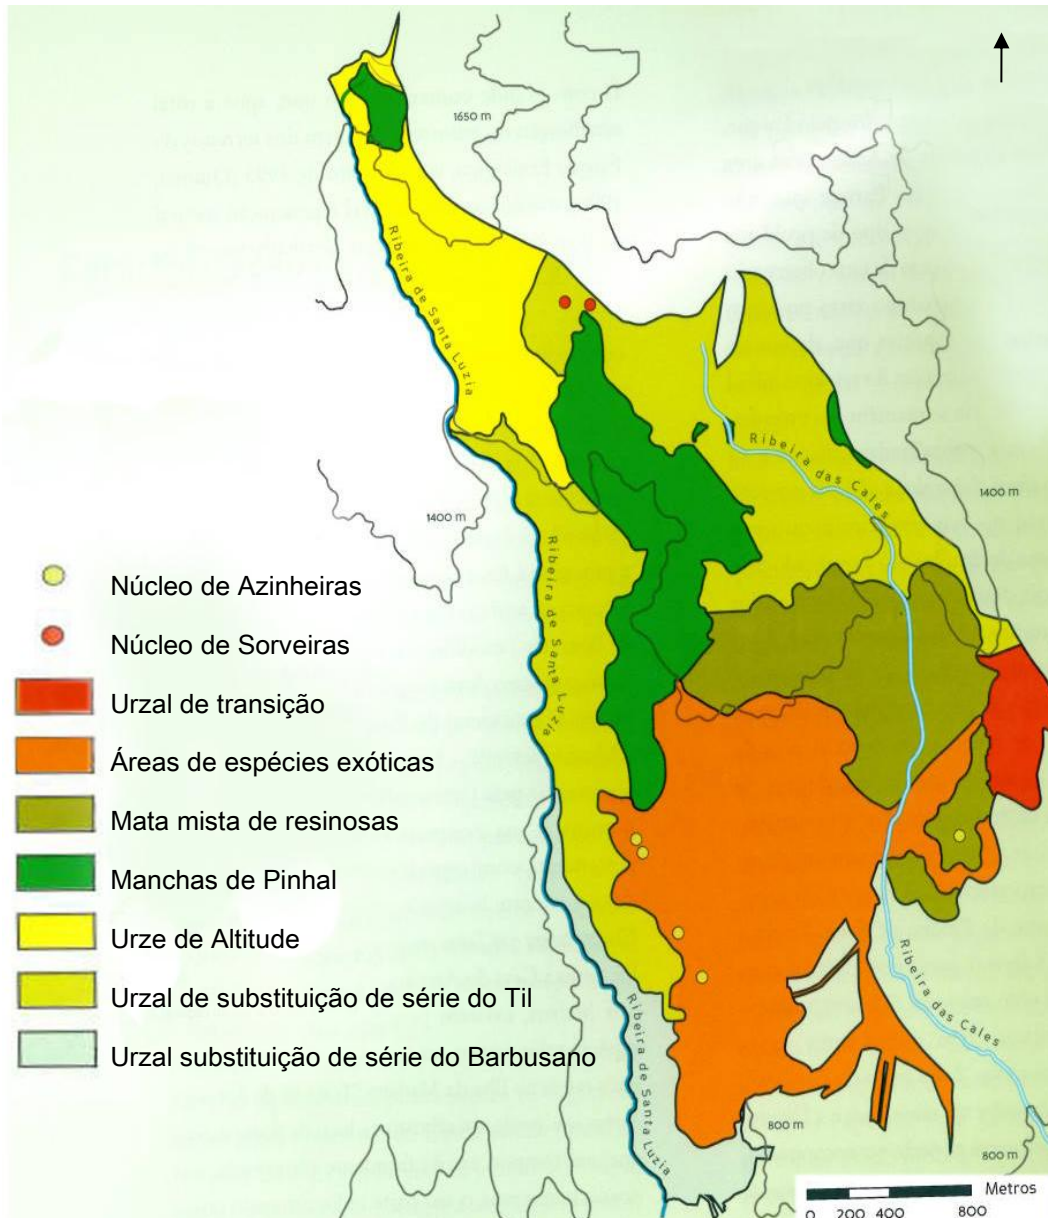 1650 m
Ribeira de Santa Luzia
Ribeira das Cales
1400 m
1400 m
Ribeira de Santa Luzia
Núcleo de Azinheiras
Núcleo de Sorveiras
Urzal de transição
Áreas de espécies exóticas
Mata mista de resinosas
Manchas de Pinhal
Urze de Altitude
Urzal de substituição de série do Til
Urzal substituição de série do Barbusano
Ribeira das Cales
Ribeira de Santa Luzia
800 m
800 m
Metros
0 200 400 800